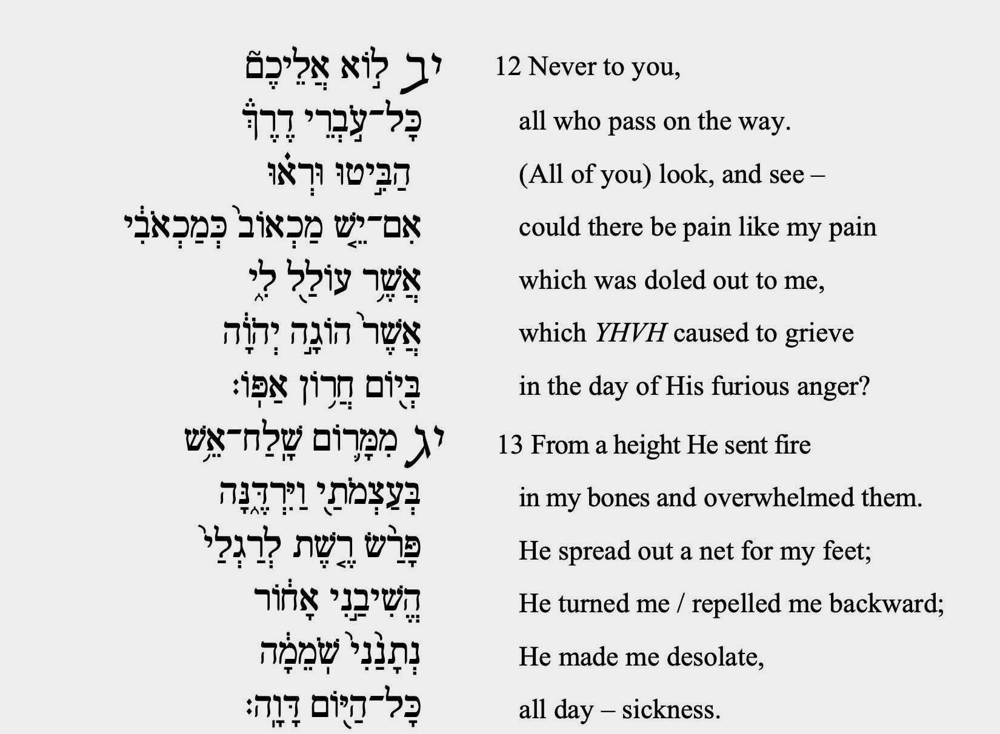 יב ל֣וֹא אֲלֵיכֶם֮ 12 Never to you,
כׇּל־עֹ֣בְרֵי דֶרֶךְ֒ all who pass on the way.
הַבִּ֣יטוּ וּרְא֗וּ (All of you) look, and see –
אִם־יֵ֤שׁ מַכְאוֹב֙ כְּמַכְאֹבִ֔י could there be pain like my pain
אֲשֶׁ֥ר עוֹלַ֖ל לִ֑י which was doled out to me,
אֲשֶׁר֙ הוֹגָ֣ה יְהֹוָ֔ה which YHVH caused to grieve
בְּי֖וֹם חֲר֥וֹן אַפּֽוֹ׃ in the day of His furious anger?
יג מִמָּר֛וֹם שָֽׁלַח־אֵ֥שׁ 13 From a height He sent fire
בְּעַצְמֹתַ֖י וַיִּרְדֶּ֑נָּה in my bones and overwhelmed them.
פָּרַ֨שׂ רֶ֤שֶׁת לְרַגְלַי֙ He spread out a net for my feet;
הֱשִׁיבַ֣נִי אָח֔וֹר He turned me / repelled me backward;
נְתָנַ֙נִי֙ שֹֽׁמֵמָ֔ה He made me desolate,
כׇּל־הַיּ֖וֹם דָּוָֽה׃ all day – sickness.